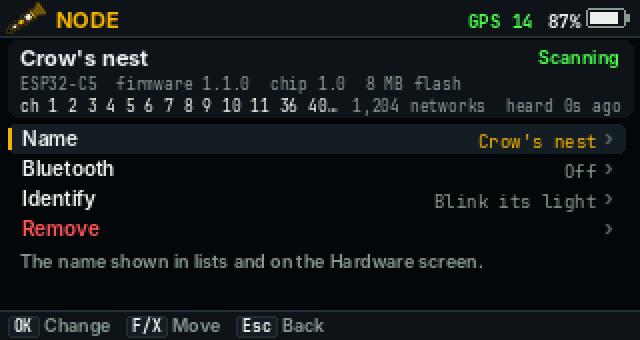 NODE GPS 14 87%
Crow's nest Scanning
ESP32-C5 firmware 1.1.0 chip 1.0 8 MB flash
ch 1 2 3 4 5 6 7 8 9 10 11 36 40… 1,204 networks heard 0s ago
Name Crow's nest ›
Bluetooth Off ›
Identify Blink its light ›
Remove ›
The name shown in lists and on the Hardware screen.
OK Change F/X Move Esc Back